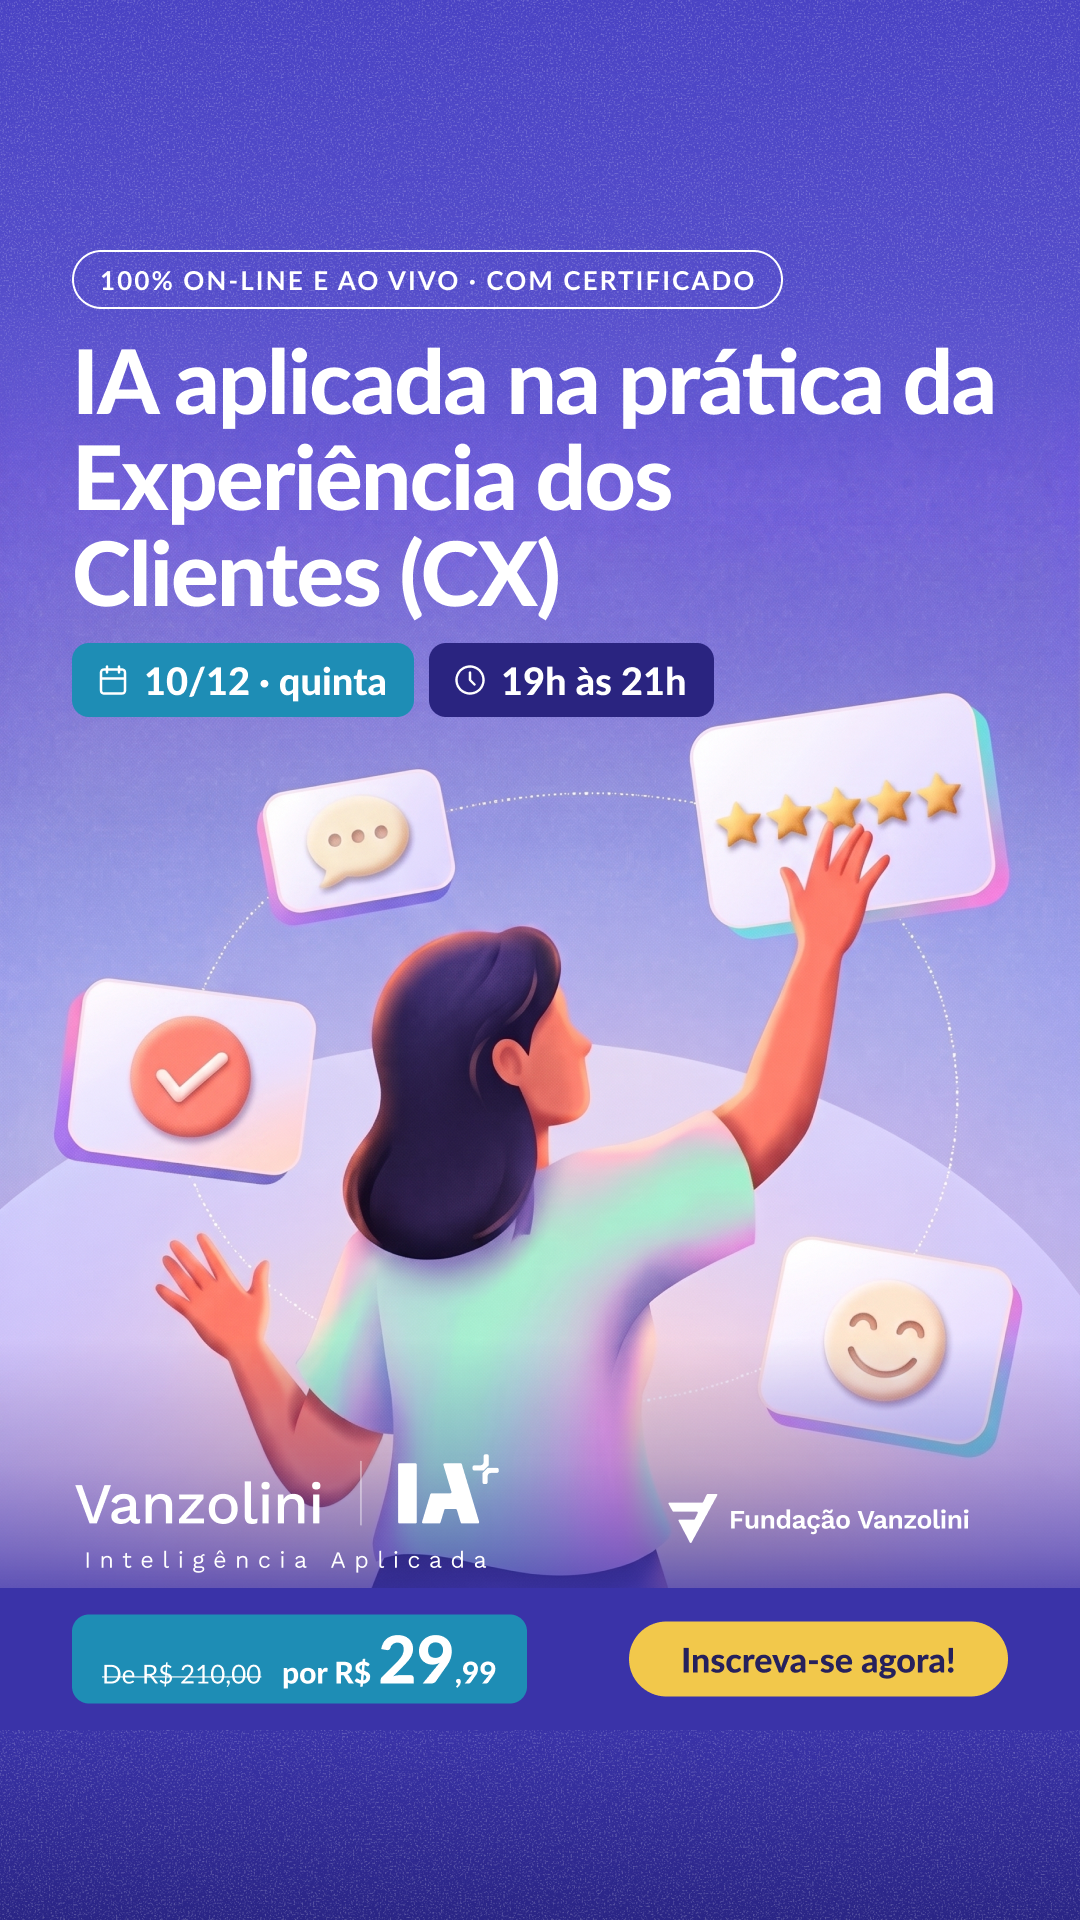 100% ON-LINE E AO VIVO · COM CERTIFICADO
IA aplicada na prática da
Experiência dos
Clientes (CX)
10/12 · quinta
19h às 21h
Vanzolini IA+
Inteligência Aplicada
Fundação Vanzolini
De R$ 210,00 por R$ 29,99
Inscreva-se agora!